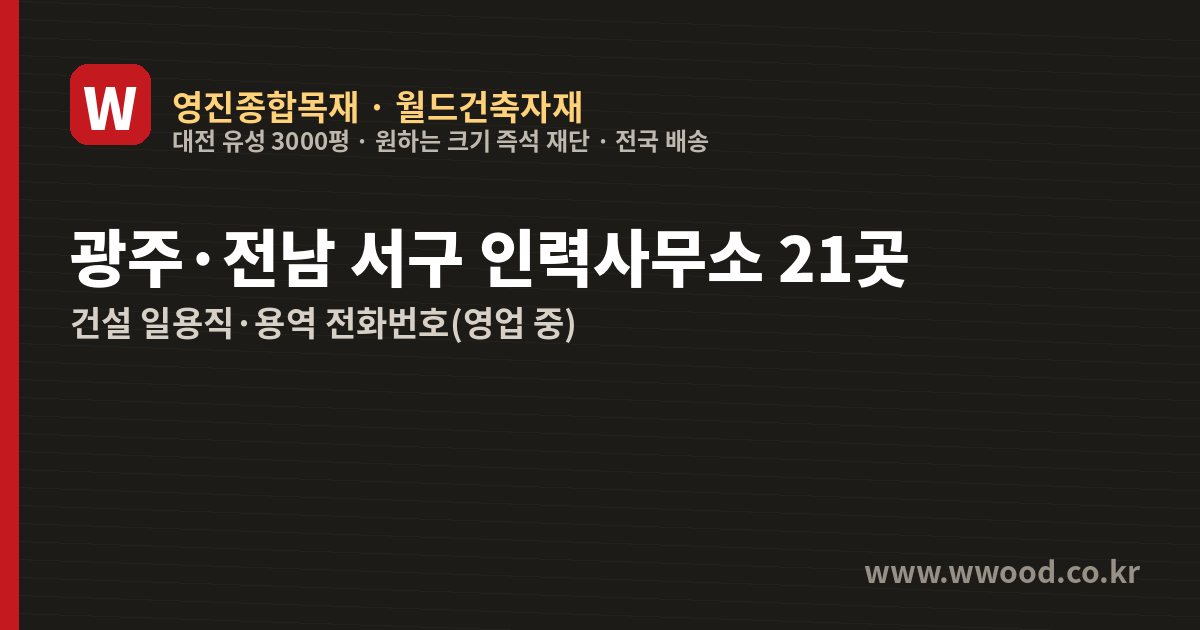 W
영진종합목재 · 월드건축자재
대전 유성 3000평 · 원하는 크기 즉석 재단 · 전국 배송
광주·전남 서구 인력사무소 21곳
건설 일용직·용역 전화번호(영업 중)
www.wwood.co.kr